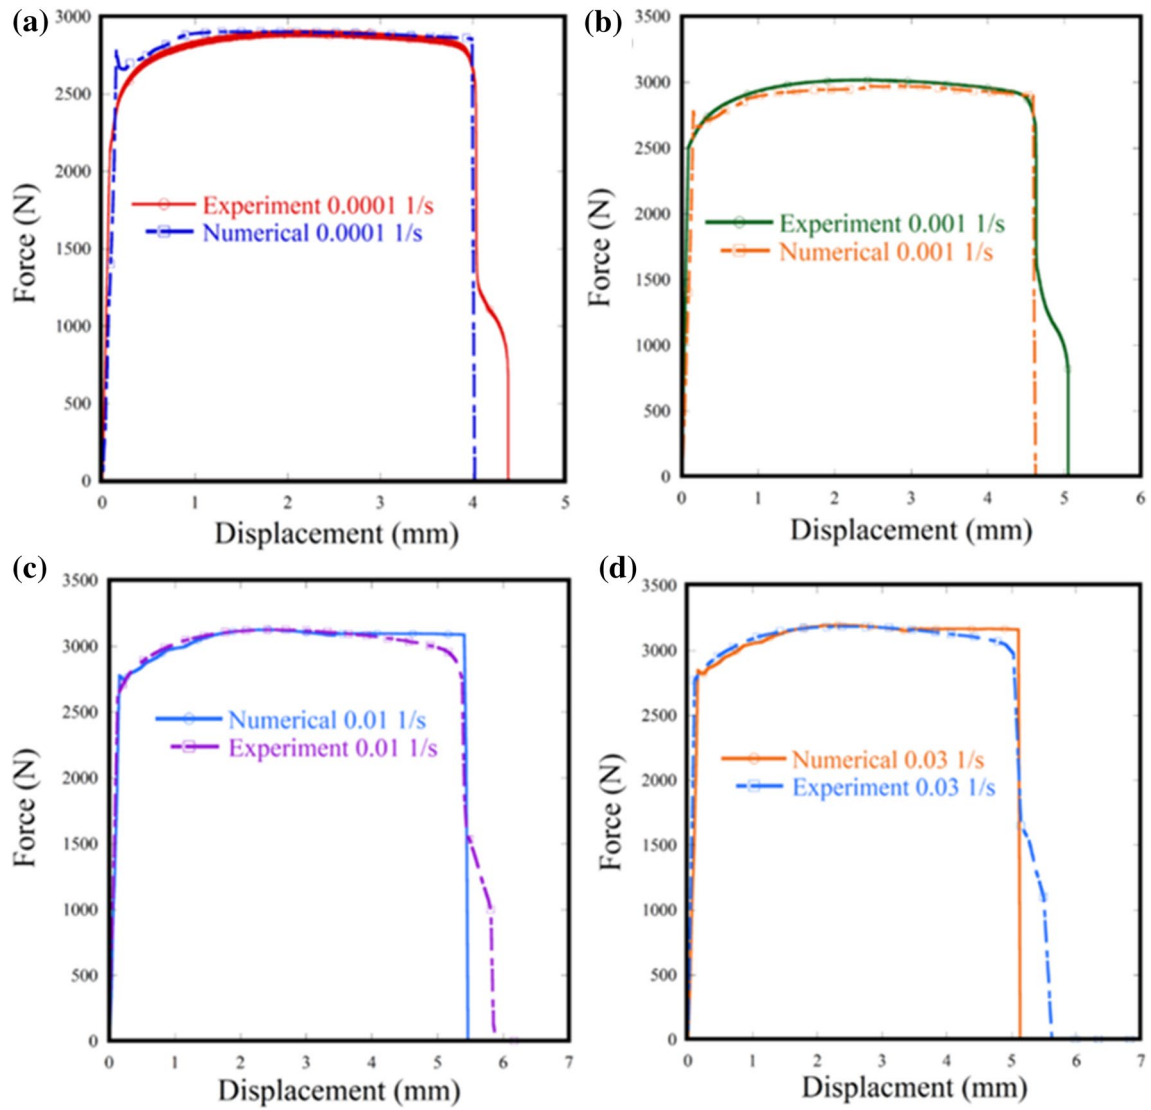 (a)
3000
2500
2000
1500
1000
500
0
Force (N)
Experiment 0.0001 1/s
Numerical 0.0001 1/s
0 1 2 3 4 5
Displacement (mm)
(b)
3500
3000
2500
2000
1500
1000
500
0
Force (N)
Experiment 0.001 1/s
Numerical 0.001 1/s
0 1 2 3 4 5 6
Displacement (mm)
(c)
3500
3000
2500
2000
1500
1000
500
0
Force (N)
Numerical 0.01 1/s
Experiment 0.01 1/s
0 1 2 3 4 5 6 7
Displacement (mm)
(d)
3500
3000
2500
2000
1500
1000
500
0
Force (N)
Numerical 0.03 1/s
Experiment 0.03 1/s
0 1 2 3 4 5 6 7
Displacment (mm)